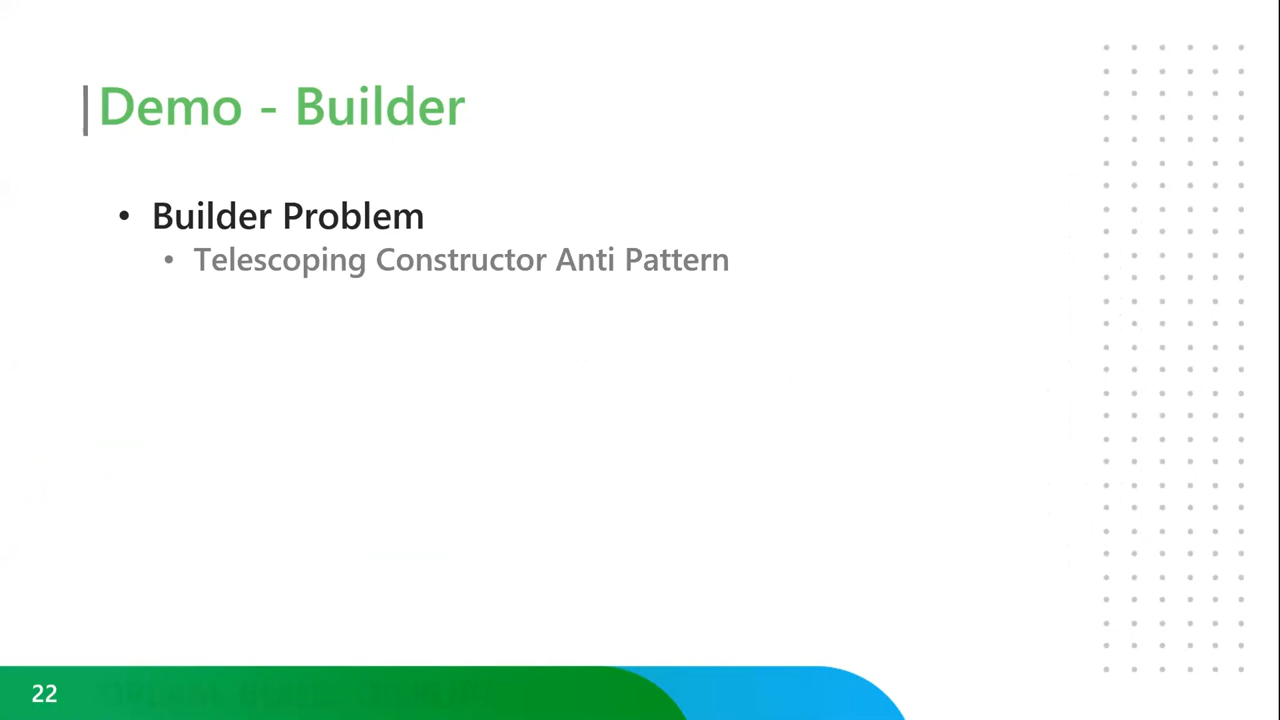 Demo - Builder
• Builder Problem
• Telescoping Constructor Anti Pattern
22